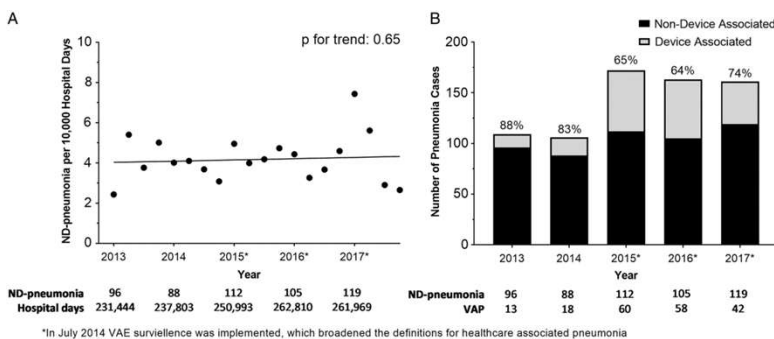 A
p for trend: 0.65
ND-pneumonia per 10,000 Hospital Days
10
8
6
4
2
0
2013 2014 2015* 2016* 2017*
Year
ND-pneumonia 96 88 112 105 119
Hospital days 231,444 237,803 250,993 262,810 261,969
B
Non-Device Associated
Device Associated
Number of Pneumonia Cases
200
150
100
50
0
88% 83% 65% 64% 74%
2013 2014 2015* 2016* 2017*
Year
ND-pneumonia 96 88 112 105 119
VAP 13 18 60 58 42
*In July 2014 VAE surviellence was implemented, which broadened the definitions for healthcare associated pneumonia